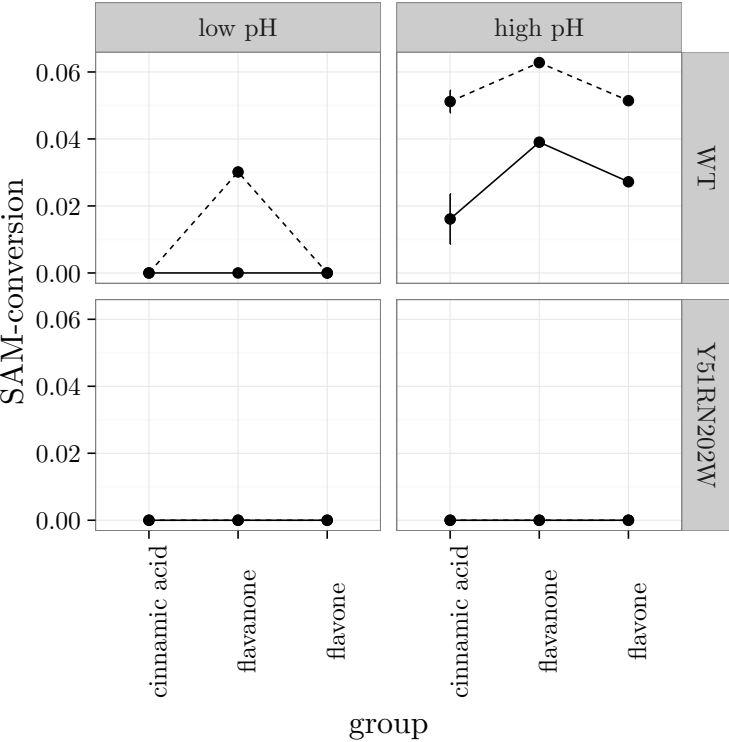 low pH
high pH
SAM-conversion
0.06
0.04
0.02
0.00
WT
0.06
0.04
0.02
0.00
Y51RN202W
cinnamic acid
flavanone
flavone
cinnamic acid
flavanone
flavone
group